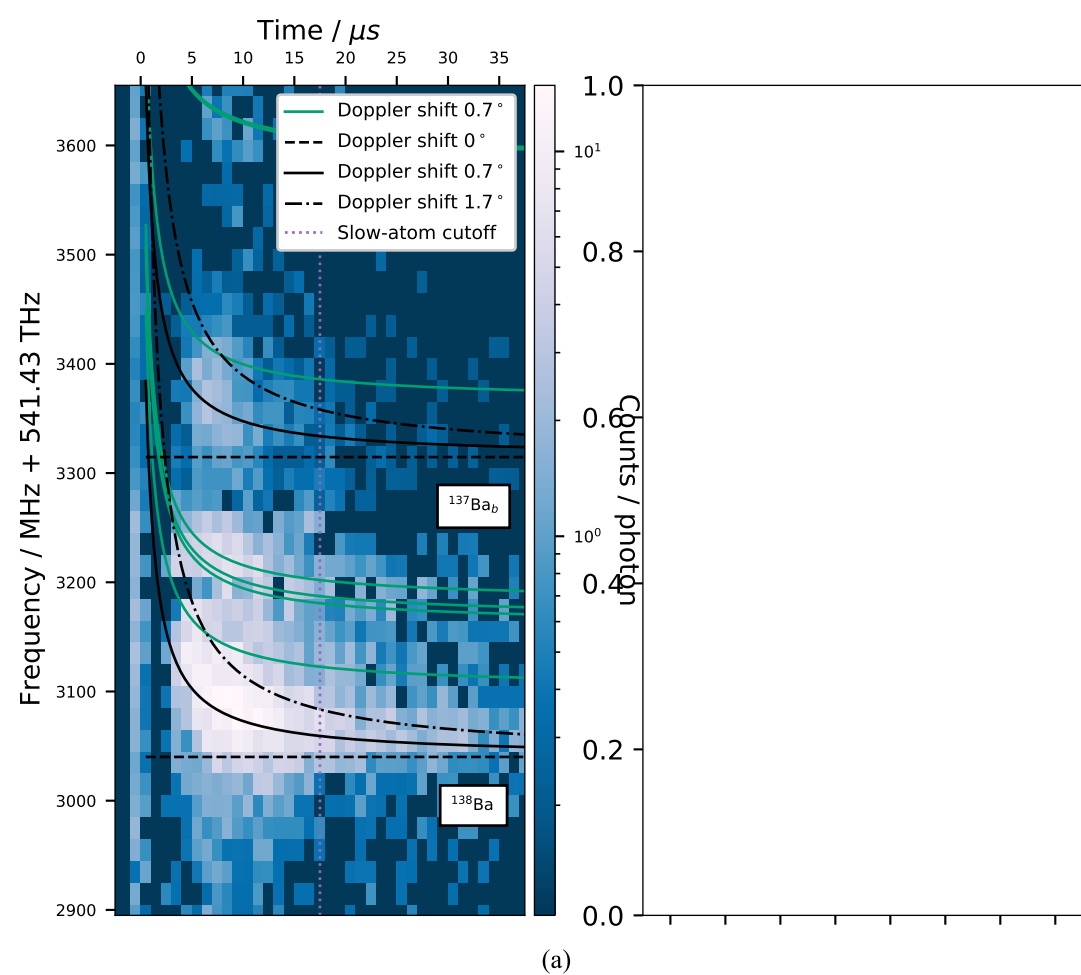 Time / μs
0 5 10 15 20 25 30 35
Doppler shift 0.7°
Doppler shift 0°
Doppler shift 0.7°
Doppler shift 1.7°
Slow-atom cutoff
Frequency / MHz + 541.43 THz
3600
3500
3400
3300
3200
3100
3000
2900
¹³⁷Ba_b
¹³⁸Ba
10¹
10⁰
Counts / photon
1.0
0.8
0.6
0.4
0.2
0.0
(a)